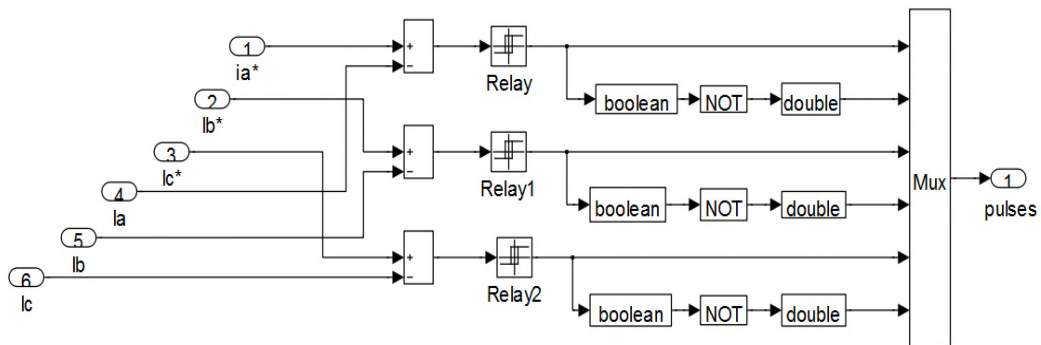 1
ia*
Relay
boolean NOT double
2
Ib*
3
Ic*
Relay1
4
Ia
boolean NOT double
Mux
1
pulses
5
Ib
6
Ic
Relay2
boolean NOT double